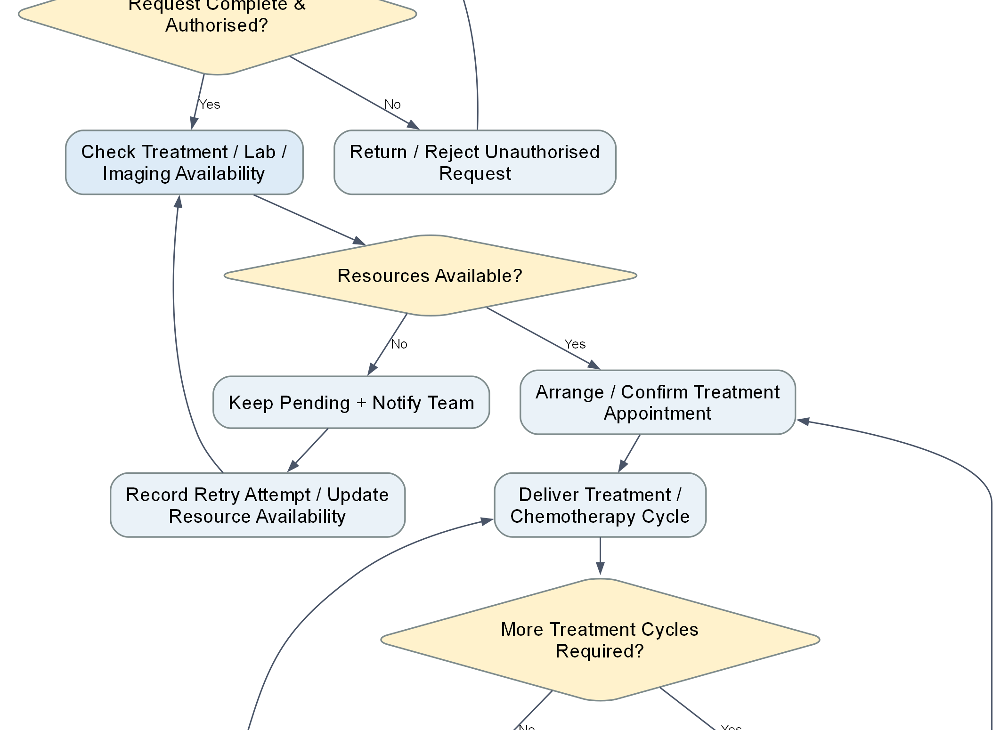 Request Complete &
Authorised?
Yes
No
Check Treatment / Lab /
Imaging Availability
Return / Reject Unauthorised
Request
Resources Available?
No
Yes
Keep Pending + Notify Team
Arrange / Confirm Treatment
Appointment
Record Retry Attempt / Update
Resource Availability
Deliver Treatment /
Chemotherapy Cycle
More Treatment Cycles
Required?
No
Yes